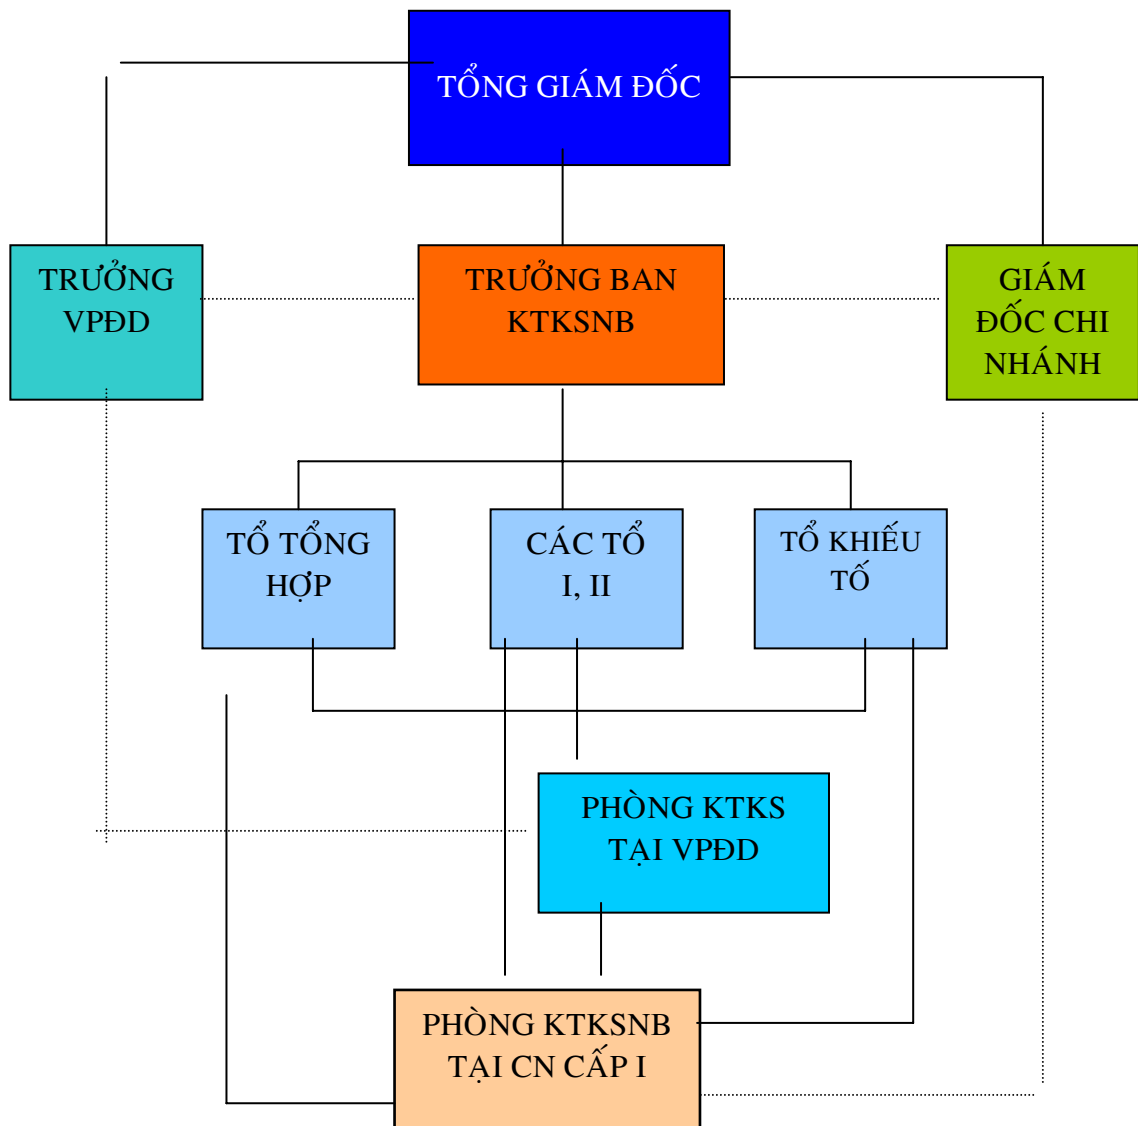 TỔNG GIÁM ĐỐC
TRƯỞNG
VPĐD
TRƯỞNG BAN
KTKSNB
GIÁM
ĐỐC CHI
NHÁNH
TỔ TỔNG
HỢP
CÁC TỔ
I, II
TỔ KHIẾU
TỐ
PHÒNG KTKS
TẠI VPĐD
PHÒNG KTKSNB
TẠI CN CẤP I